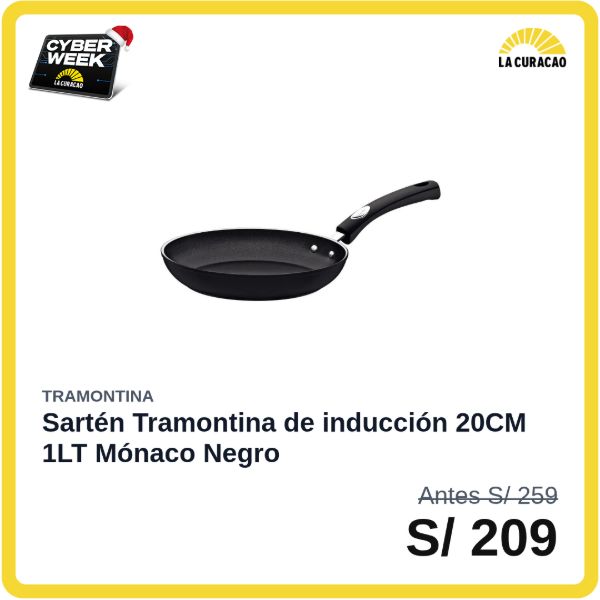 CYBER
WEEK
LA CURACAO
LA CURACAO
TRAMONTINA
Sartén Tramontina de inducción 20CM
1LT Mónaco Negro
Antes S/ 259
S/ 209